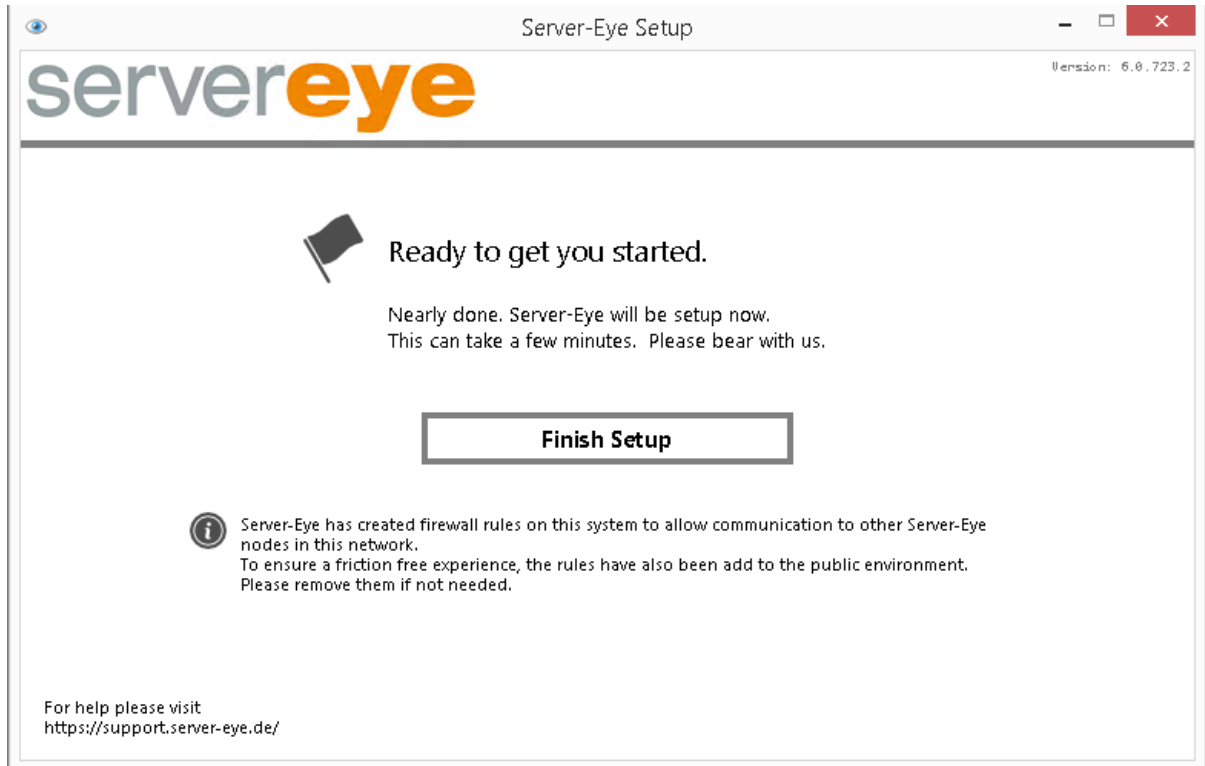 Server-Eye Setup
servereye
Version: 6.0.723.2
Ready to get you started.
Nearly done. Server-Eye will be setup now.
This can take a few minutes.  Please bear with us.
Finish Setup
Server-Eye has created firewall rules on this system to allow communication to other Server-Eye
nodes in this network.
To ensure a friction free experience, the rules have also been add to the public environment.
Please remove them if not needed.
For help please visit
https://support.server-eye.de/